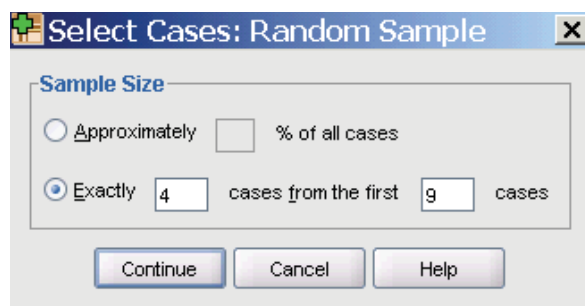 Select Cases: Random Sample
Sample Size
Approximately % of all cases
Exactly 4 cases from the first 9 cases
Continue Cancel Help